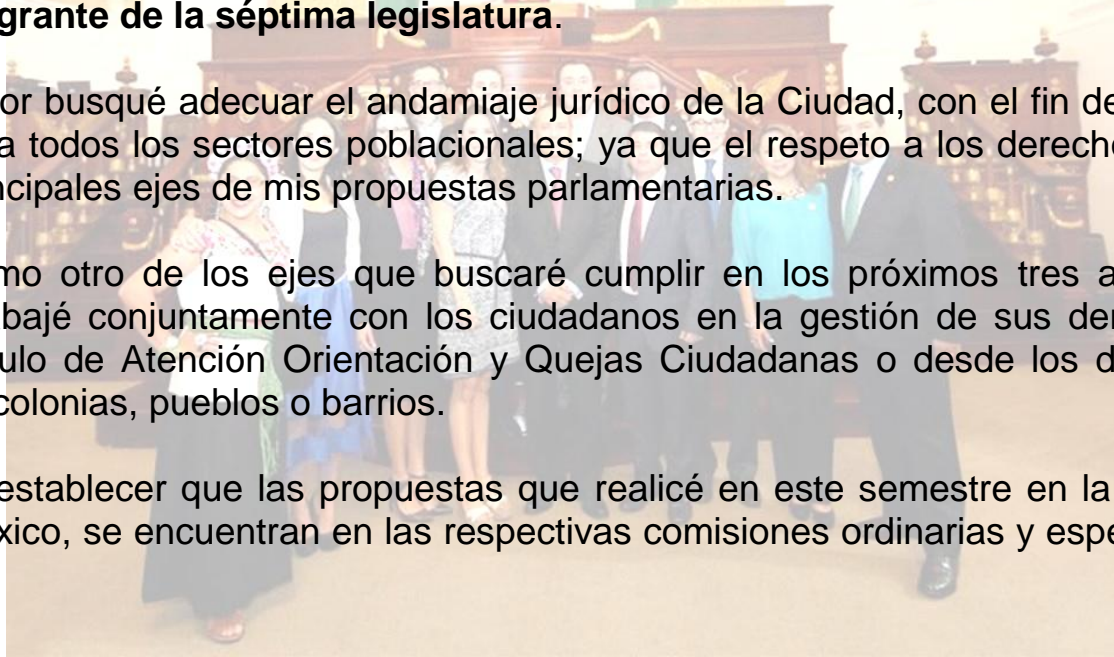 grante de la séptima legislatura.
or busqué adecuar el andamiaje jurídico de la Ciudad, con el fin de
a todos los sectores poblacionales; ya que el respeto a los derecho
ncipales ejes de mis propuestas parlamentarias.
mo otro de los ejes que buscaré cumplir en los próximos tres a
bajé conjuntamente con los ciudadanos en la gestión de sus der
ulo de Atención Orientación y Quejas Ciudadanas o desde los d
colonias, pueblos o barrios.
establecer que las propuestas que realicé en este semestre en la
xico, se encuentran en las respectivas comisiones ordinarias y espe